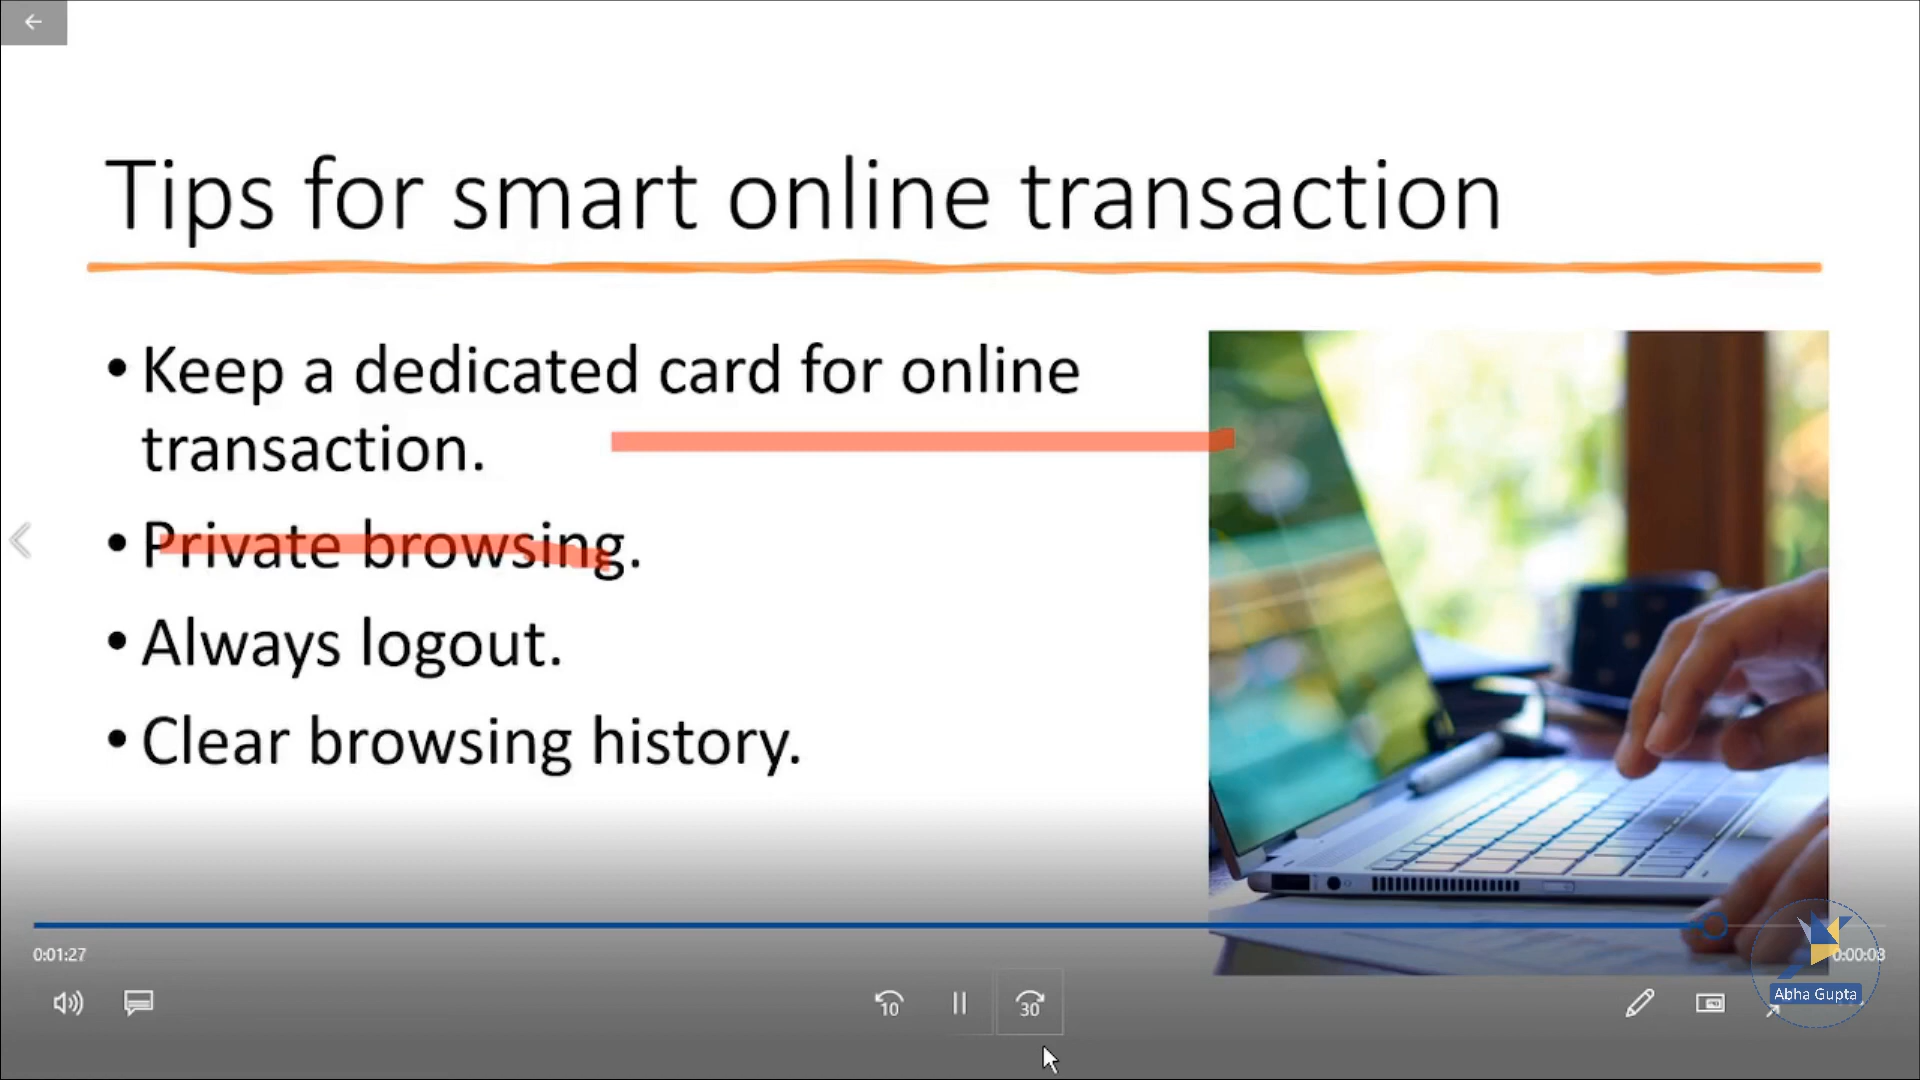 Tips for smart online transaction
• Keep a dedicated card for online
transaction.
• Private browsing.
• Always logout.
• Clear browsing history.
0:01:27
0:00:03
10
30
Abha Gupta